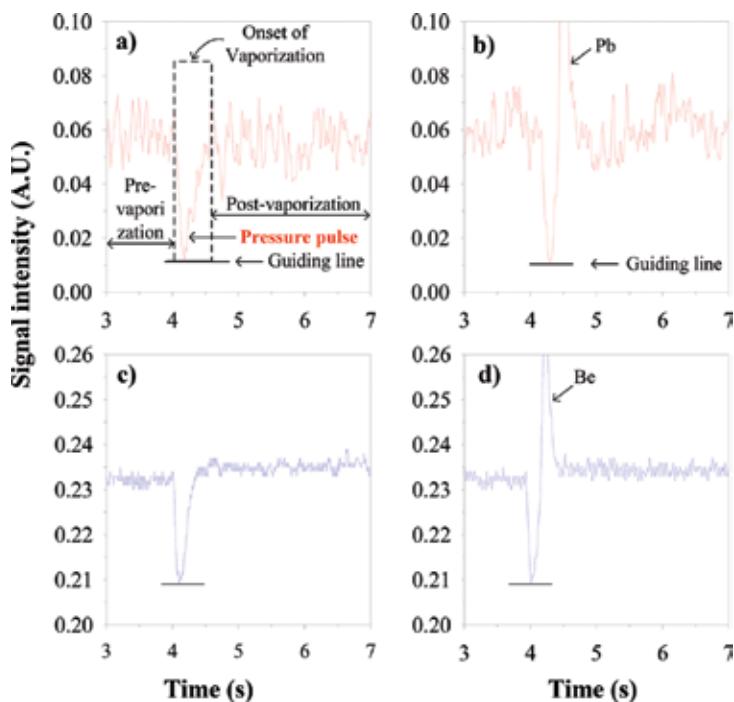 Signal intensity (A.U.)
a)
Onset of
Vaporization
0.10
0.08
0.06
0.04
0.02
0.00
Pre-
vapori
zation
Post-vaporization
Pressure pulse
Guiding line
3 4 5 6 7
b)
Pb
0.10
0.08
0.06
0.04
0.02
0.00
Guiding line
3 4 5 6 7
c)
0.26
0.25
0.24
0.23
0.22
0.21
0.20
3 4 5 6 7
Time (s)
d)
Be
0.26
0.25
0.24
0.23
0.22
0.21
0.20
3 4 5 6 7
Time (s)